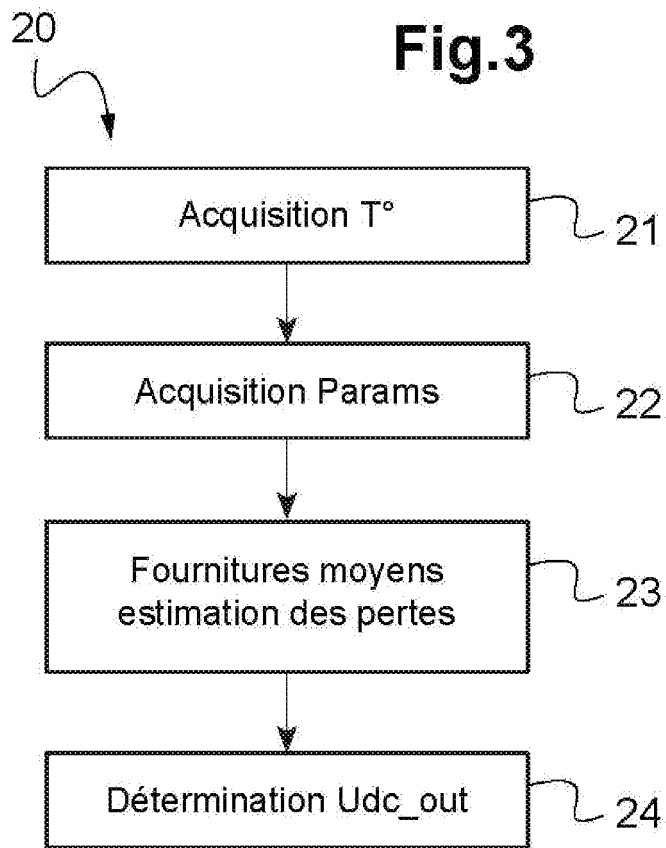 20
Fig.3
Acquisition T°
21
Acquisition Params
22
Fournitures moyens
estimation des pertes
23
Détermination Udc_out
24